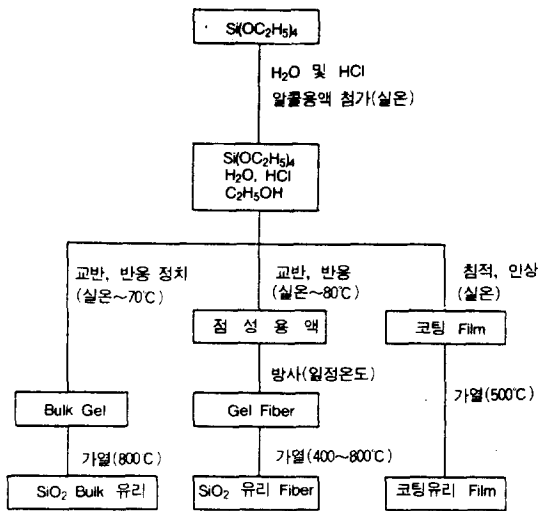 Si(OC₂H₅)₄
H₂O 및 HCl
알콜용액 첨가(실온)
Si(OC₂H₅)₄
H₂O, HCl
C₂H₅OH
교반, 반응 정치
(실온~70℃)
교반, 반응
(실온~80℃)
침적, 인상
(실온)
점성용액
코팅 Film
방사(일정온도)
가열(500℃)
Bulk Gel
Gel Fiber
가열(800℃)
가열(400~800℃)
SiO₂ Bulk 유리
SiO₂ 유리 Fiber
코팅유리 Film